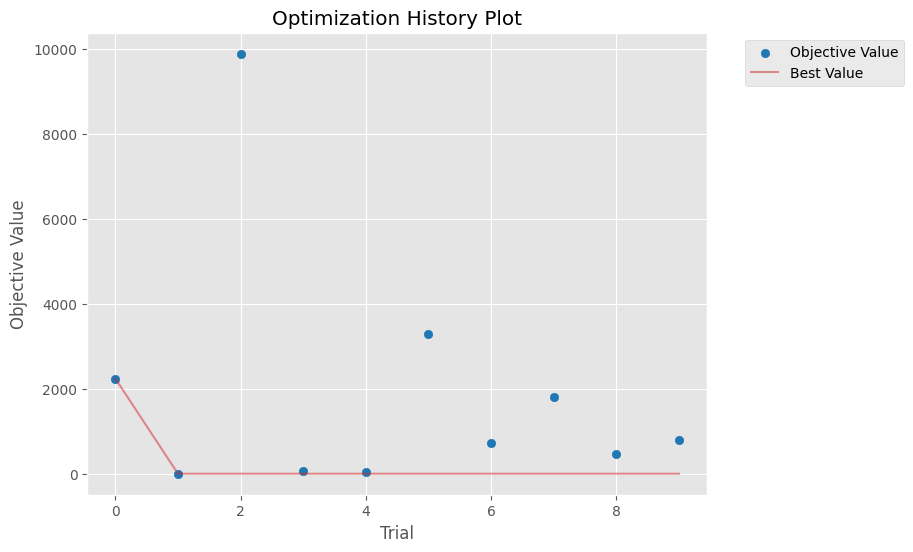 Optimization History Plot
Objective Value
Best Value
Objective Value
10000
8000
6000
4000
2000
0
0
2
4
6
8
Trial